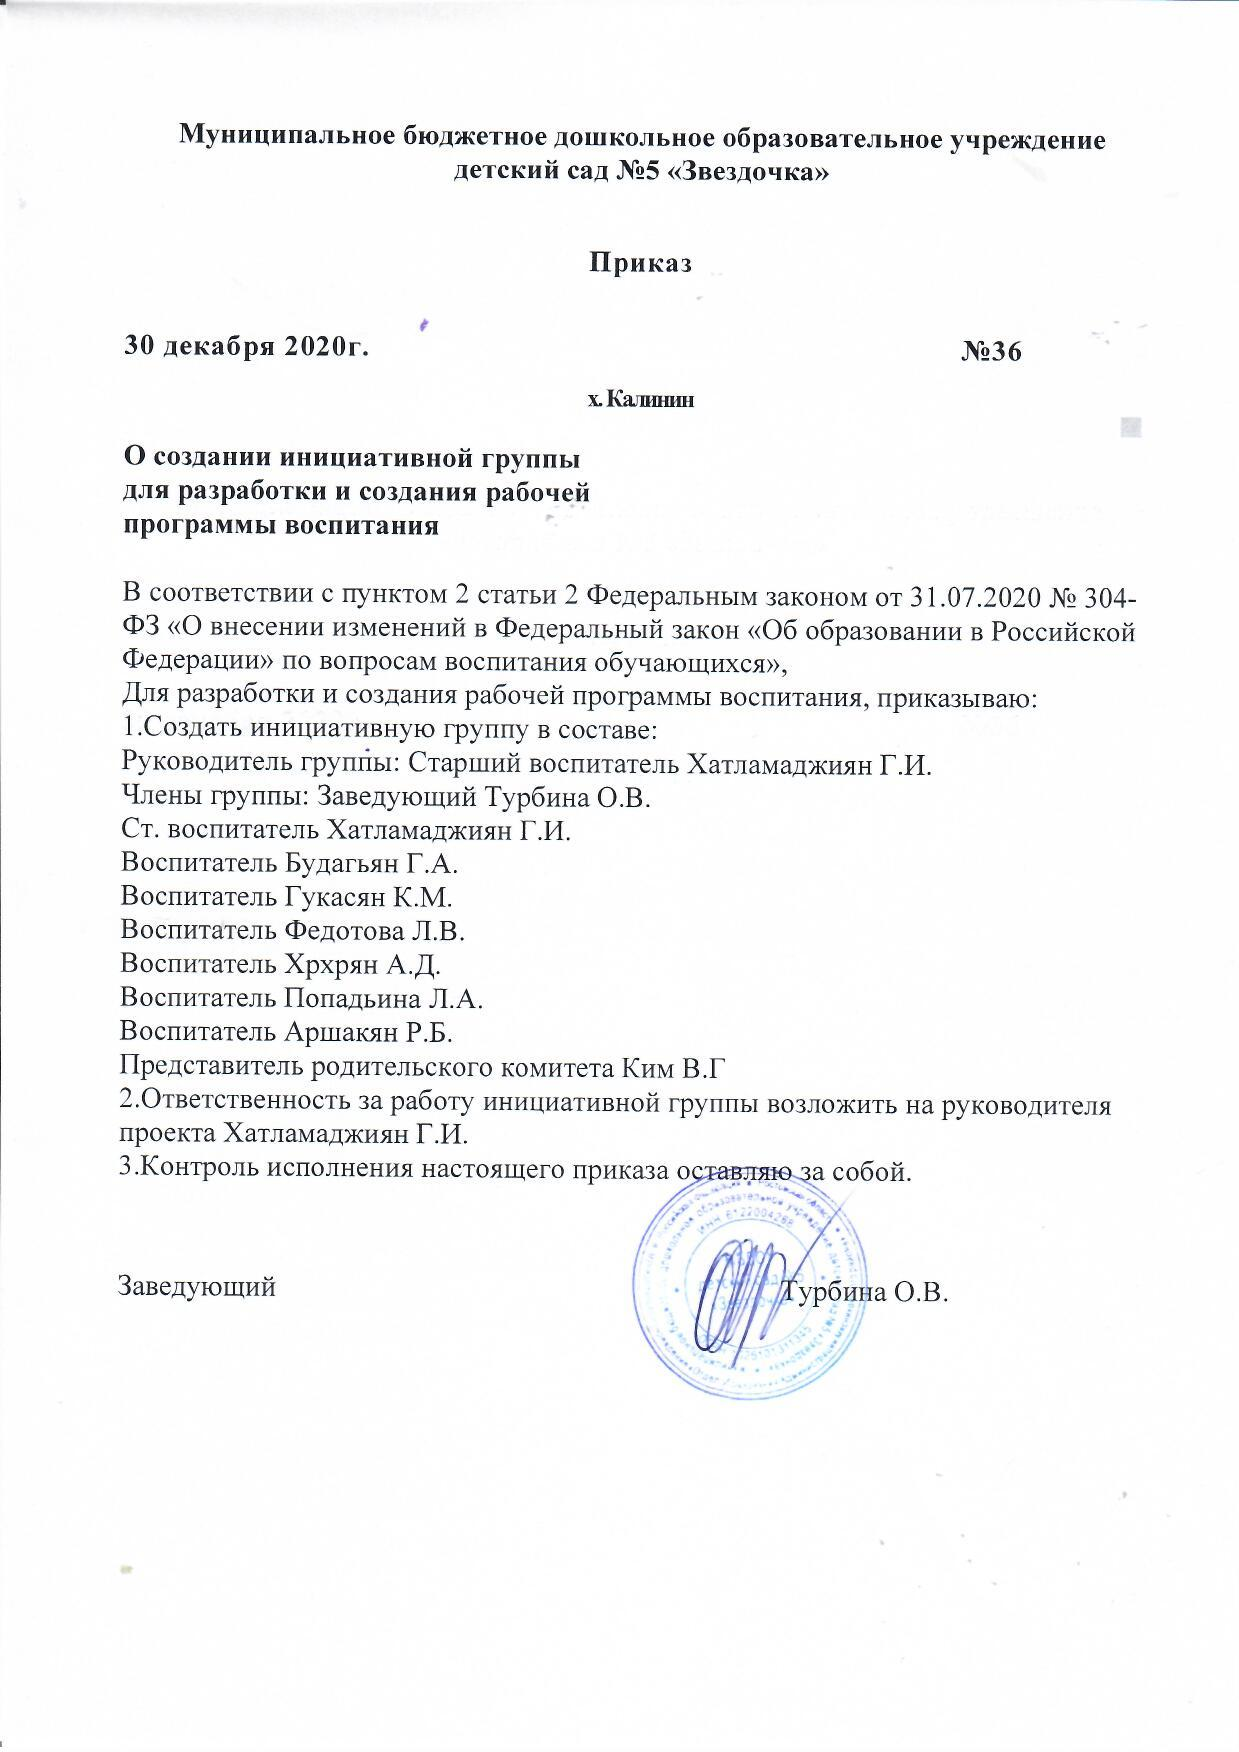 Муниципальное бюджетное дошкольное образовательное учреждение
детский сад №5 «Звездочка»
Приказ
30 декабря 2020г.
№36
х. Калинин
О создании инициативной группы
для разработки и создания рабочей
программы воспитания
В соответствии с пунктом 2 статьи 2 Федеральным законом от 31.07.2020 № 304-
ФЗ «О внесении изменений в Федеральный закон «Об образовании в Российской
Федерации» по вопросам воспитания обучающихся»,
Для разработки и создания рабочей программы воспитания, приказываю:
1.Создать инициативную группу в составе:
Руководитель группы: Старший воспитатель Хатламаджиян Г.И.
Члены группы: Заведующий Турбина О.В.
Ст. воспитатель Хатламаджиян Г.И.
Воспитатель Будагьян Г.А.
Воспитатель Гукасян К.М.
Воспитатель Федотова Л.В.
Воспитатель Хрхрян А.Д.
Воспитатель Попадьина Л.А.
Воспитатель Аршакян Р.Б.
Представитель родительского комитета Ким В.Г
2.Ответственность за работу инициативной группы возложить на руководителя
проекта Хатламаджиян Г.И.
3.Контроль исполнения настоящего приказа оставляю за собой.
Заведующий
Турбина О.В.
ИНН 6122004268